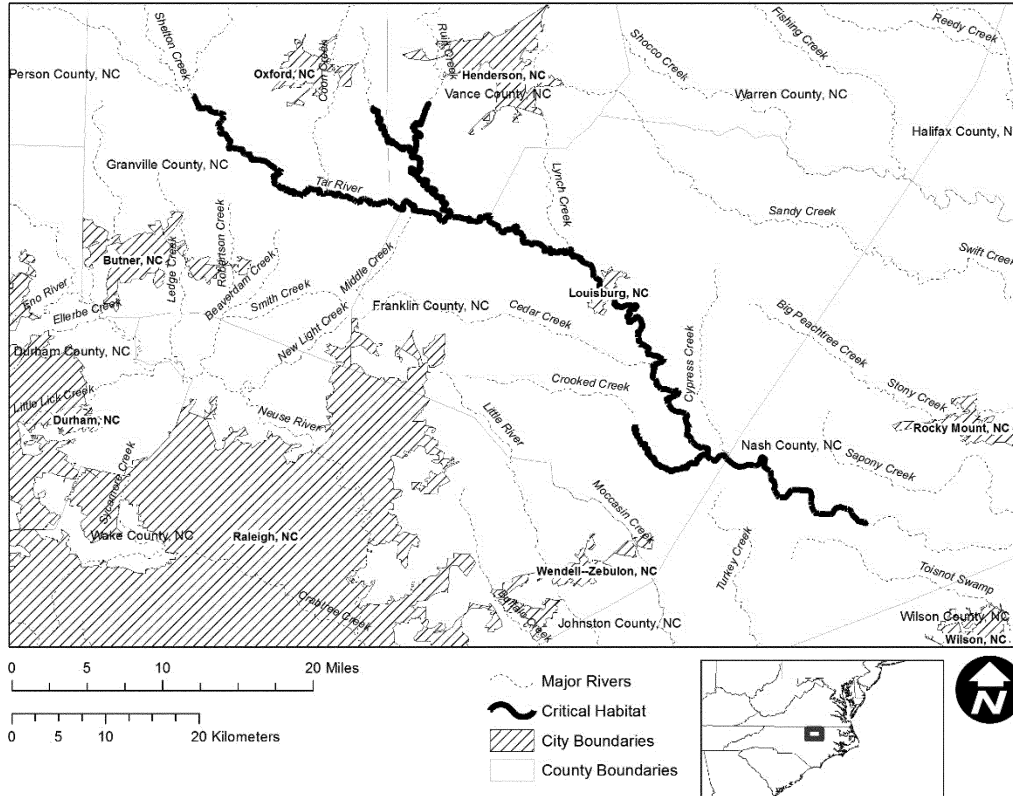 Shelton Creek
Ruin Creek
Fishing Creek
Reedy Creek
Shocco Creek
Person County, NC
Oxford, NC
Coon Creek
Henderson, NC
Vance County, NC
Warren County, NC
Halifax County, N
Granville County, NC
Tar River
Lynch Creek
Sandy Creek
Swift Creek
Butner, NC
Ledge Creek
Robertson Creek
Beaverdam Creek
Smith Creek
Middle Creek
New Light Creek
Eno River
Ellerbe Creek
Franklin County, NC
Louisburg, NC
Cedar Creek
Cypress Creek
Big Peachtree Creek
Durham County, NC
Crooked Creek
Stony Creek
Little Lick Creek
Durham, NC
Neuse River
Little River
Rocky Mount, NC
Nash County, NC
Sapony Creek
Sycamore Creek
Moccasin Creek
Wake County, NC
Raleigh, NC
Turkey Creek
Wendell--Zebulon, NC
Toisnot Swamp
Crabtree Creek
Buffalo Creek
Johnston County, NC
Wilson County, NC
Wilson, NC
0 5 10 20 Miles
0 5 10 20 Kilometers
Major Rivers
Critical Habitat
City Boundaries
County Boundaries
N